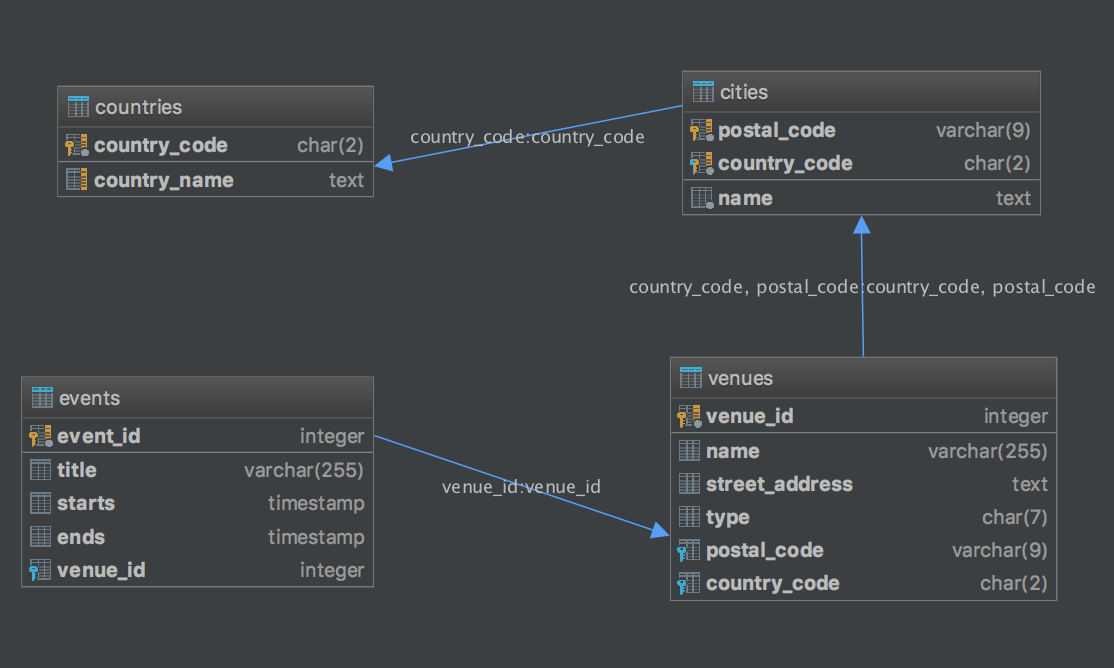 countries
country_code char(2)
country_name text
country_code:country_code
cities
postal_code varchar(9)
country_code char(2)
name text
country_code, postal_code:country_code, postal_code
events
event_id integer
title varchar(255)
starts timestamp
ends timestamp
venue_id integer
venue_id:venue_id
venues
venue_id integer
name varchar(255)
street_address text
type char(7)
postal_code varchar(9)
country_code char(2)